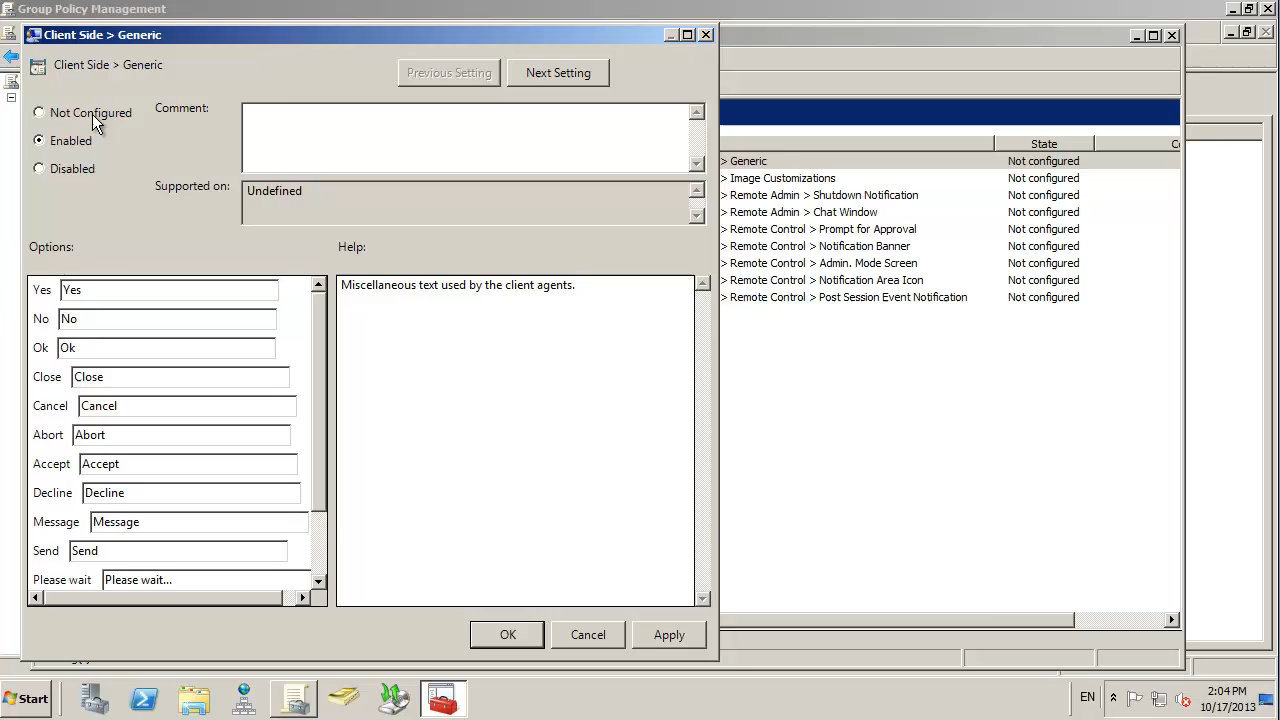 Group Policy Management
Client Side > Generic
Client Side > Generic
Previous Setting
Next Setting
Not Configured
Comment:
Enabled
Disabled
Supported on:
Undefined
Options:
Help:
Yes Yes
No No
Ok Ok
Close Close
Cancel Cancel
Abort Abort
Accept Accept
Decline Decline
Message Message
Send Send
Please wait Please wait...
Miscellaneous text used by the client agents.
OK
Cancel
Apply
State
> Generic Not configured
> Image Customizations Not configured
> Remote Admin > Shutdown Notification Not configured
> Remote Admin > Chat Window Not configured
> Remote Control > Prompt for Approval Not configured
> Remote Control > Notification Banner Not configured
> Remote Control > Admin. Mode Screen Not configured
> Remote Control > Notification Area Icon Not configured
> Remote Control > Post Session Event Notification Not configured
Start
EN
2:04 PM
10/17/2013